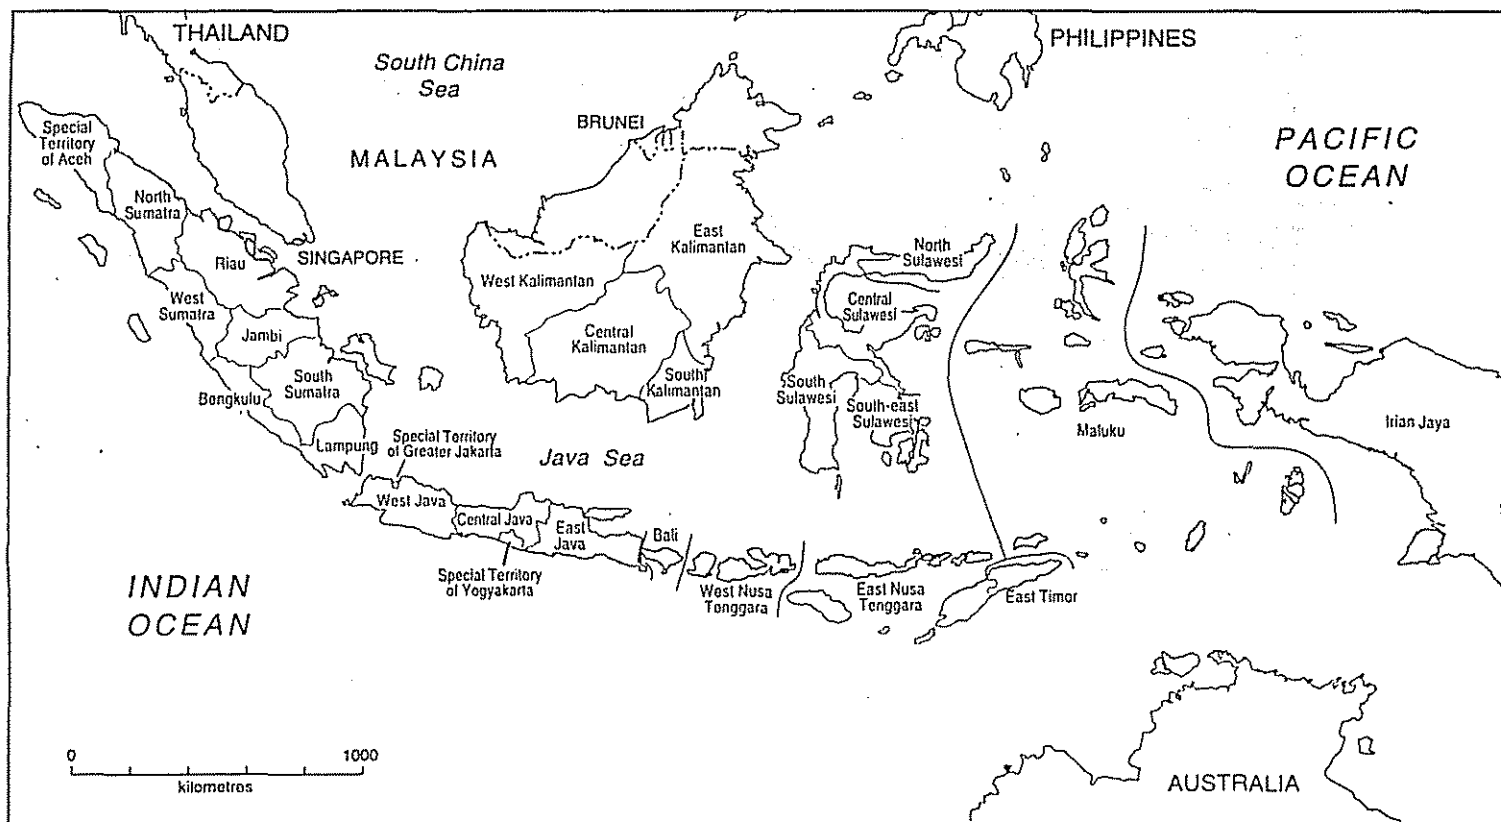 THAILAND
South China
Sea
PHILIPPINES
BRUNEI
MALAYSIA
PACIFIC
OCEAN
Special
Territory
of Aceh
North
Sumatra
Riau
SINGAPORE
West
Sumatra
Jambi
South
Sumatra
Bengkulu
Lampung
West Kalimantan
East
Kalimantan
Central
Kalimantan
South
Kalimantan
North
Sulawesi
Central
Sulawesi
South
Sulawesi
South-east
Sulawesi
Maluku
Irian Jaya
Special Territory
of Greater Jakarta
Java Sea
West Java
Central Java
East
Java
Bali
Special Territory
of Yogyakarta
West Nusa
Tenggara
East Nusa
Tenggara
East Timor
INDIAN
OCEAN
0 1000
kilometres
AUSTRALIA